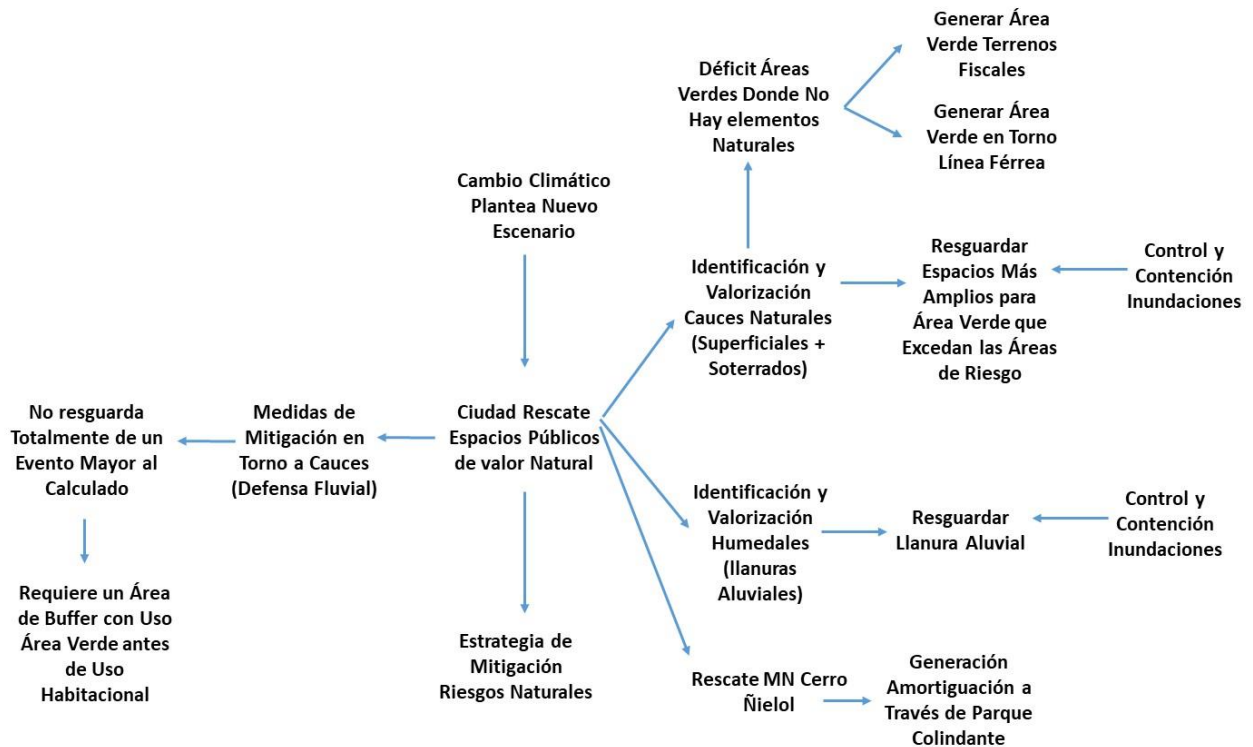 Generar Área
Verde Terrenos
Fiscales
Déficit Áreas
Verdes Donde No
Hay elementos
Naturales
Generar Área
Verde en Torno
Línea Férrea
Cambio Climático
Plantea Nuevo
Escenario
Identificación y
Valorización
Cauces Naturales
(Superficiales +
Soterrados)
Resguardar
Espacios Más
Amplios para
Área Verde que
Excedan las Áreas
de Riesgo
Control y
Contención
Inundaciones
No resguarda
Totalmente de un
Evento Mayor al
Calculado
Medidas de
Mitigación en
Torno a Cauces
(Defensa Fluvial)
Ciudad Rescate
Espacios Públicos
de valor Natural
Identificación y
Valorización
Humedales
(llanuras
Aluviales)
Resguardar
Llanura Aluvial
Control y
Contención
Inundaciones
Requiere un Área
de Buffer con Uso
Área Verde antes
de Uso
Habitacional
Estrategia de
Mitigación
Riesgos Naturales
Rescate MN Cerro
Ñielol
Generación
Amortiguación a
Través de Parque
Colindante